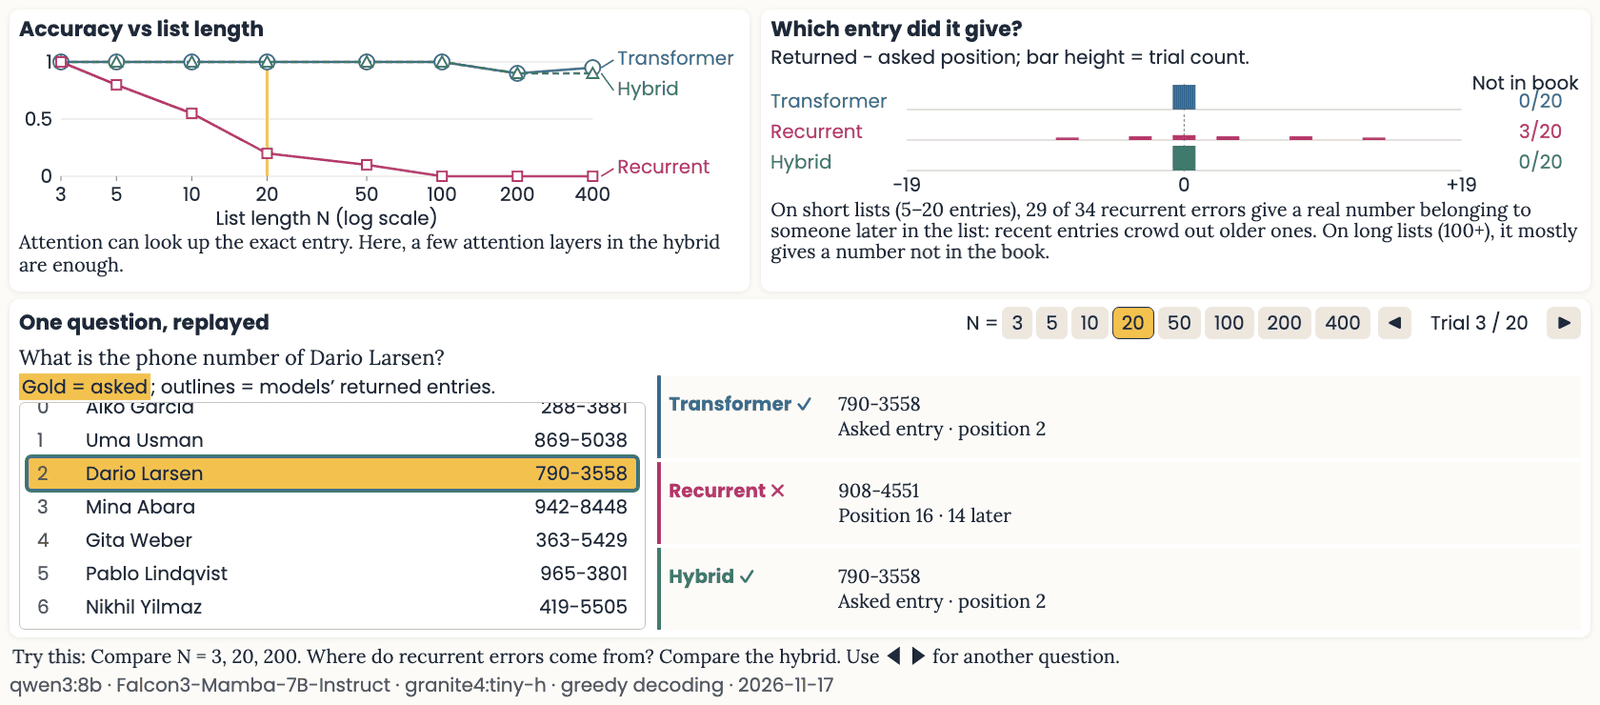 Accuracy vs list length
1
0.5
0
Transformer
Hybrid
Recurrent
3 5 10 20 50 100 200 400
List length N (log scale)
Attention can look up the exact entry. Here, a few attention layers in the hybrid
are enough.
Which entry did it give?
Returned - asked position; bar height = trial count.
Not in book
Transformer 0/20
Recurrent 3/20
Hybrid 0/20
-19 0 +19
On short lists (5–20 entries), 29 of 34 recurrent errors give a real number belonging to
someone later in the list: recent entries crowd out older ones. On long lists (100+), it mostly
gives a number not in the book.
One question, replayed
N = 3 5 10 20 50 100 200 400 ◀ Trial 3 / 20 ▶
What is the phone number of Dario Larsen?
Gold = asked; outlines = models’ returned entries.
0 Aiko Garcia 288-3881
1 Uma Usman 869-5038
2 Dario Larsen 790-3558
3 Mina Abara 942-8448
4 Gita Weber 363-5429
5 Pablo Lindqvist 965-3801
6 Nikhil Yilmaz 419-5505
Transformer ✓ 790-3558
Asked entry · position 2
Recurrent ✕ 908-4551
Position 16 · 14 later
Hybrid ✓ 790-3558
Asked entry · position 2
Try this: Compare N = 3, 20, 200. Where do recurrent errors come from? Compare the hybrid. Use ◀ ▶ for another question.
qwen3:8b · Falcon3-Mamba-7B-Instruct · granite4:tiny-h · greedy decoding · 2026-11-17